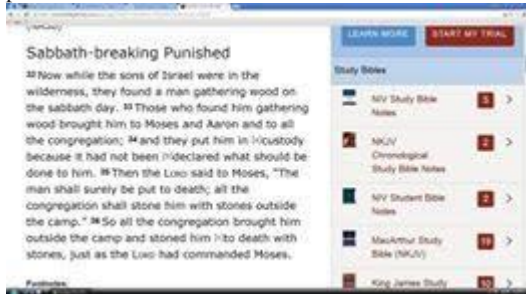 (NKJV)
Sabbath-breaking Punished
32 Now while the sons of Israel were in the
wilderness, they found a man gathering wood on
the sabbath day. 33 Those who found him gathering
wood brought him to Moses and Aaron and to all
the congregation; 34 and they put him in custody
because it had not been declared what should be
done to him. 35 Then the LORD said to Moses, "The
man shall surely be put to death; all the
congregation shall stone him with stones outside
the camp." 36 So all the congregation brought him
outside the camp and stoned him to death with
stones, just as the LORD had commanded Moses.
Footnotes:
LEARN MORE START MY TRIAL
Study Bibles
NIV Study Bible
Notes
5
NKJV
Chronological
Study Bible Notes
2
NIV Student Bible
Notes
2
MacArthur Study
Bible (NKJV)
19
King James Study
10